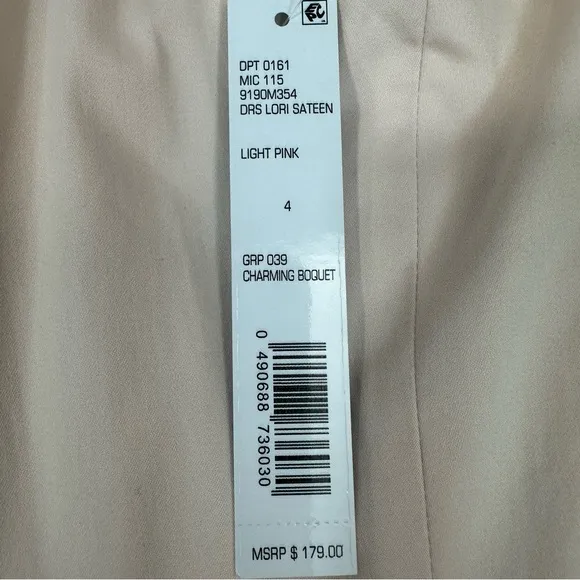 DPT 0161
MIC 115
9190M354
DRS LORI SATEEN
LIGHT PINK
4
GRP 039
CHARMING BOQUET
0 490688 736030
MSRP $ 179.00